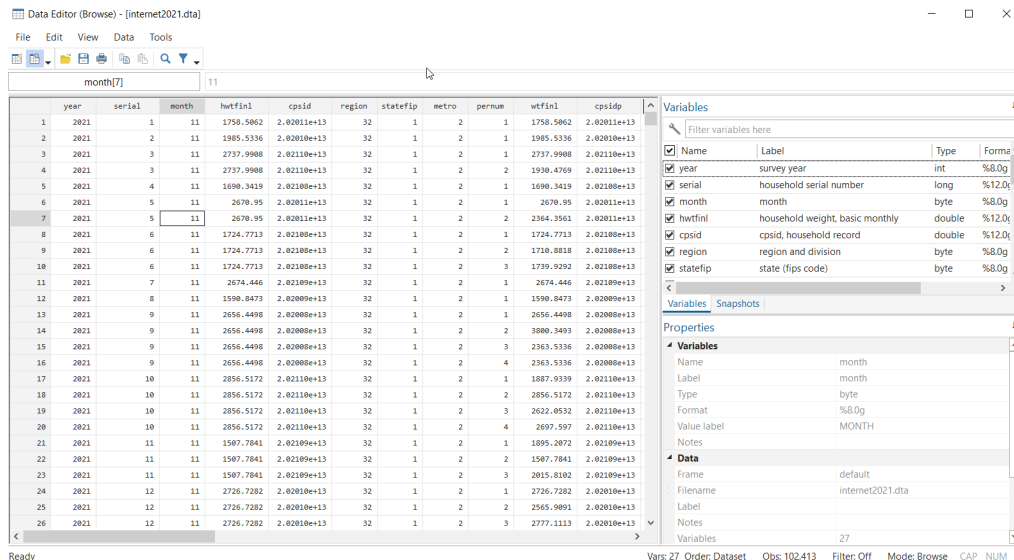 Data Editor (Browse) - [internet2021.dta]
File Edit View Data Tools
month[7] 11
year serial month hwtfinl cpsid region statefip metro pernum wtfinl cpsidp
1 2021 1 11 1758.5062 2.02011e+13 32 1 2 1 1758.5062 2.02011e+13
2 2021 2 11 1985.5336 2.02010e+13 32 1 2 1 1985.5336 2.02010e+13
3 2021 3 11 2737.9908 2.02110e+13 32 1 2 1 2737.9908 2.02110e+13
4 2021 3 11 2737.9908 2.02110e+13 32 1 2 2 1930.4769 2.02110e+13
5 2021 4 11 1690.3419 2.02108e+13 32 1 2 1 1690.3419 2.02108e+13
6 2021 5 11 2670.95 2.02011e+13 32 1 2 1 2670.95 2.02011e+13
7 2021 5 11 2670.95 2.02011e+13 32 1 2 2 2364.3561 2.02011e+13
8 2021 6 11 1724.7713 2.02108e+13 32 1 2 1 1724.7713 2.02108e+13
9 2021 6 11 1724.7713 2.02108e+13 32 1 2 2 1710.8818 2.02108e+13
10 2021 6 11 1724.7713 2.02108e+13 32 1 2 3 1739.9292 2.02108e+13
11 2021 7 11 2674.446 2.02109e+13 32 1 2 1 2674.446 2.02109e+13
12 2021 8 11 1590.8473 2.02009e+13 32 1 2 1 1590.8473 2.02009e+13
13 2021 9 11 2656.4498 2.02008e+13 32 1 2 1 2656.4498 2.02008e+13
14 2021 9 11 2656.4498 2.02008e+13 32 1 2 2 3800.3493 2.02008e+13
15 2021 9 11 2656.4498 2.02008e+13 32 1 2 3 2363.5336 2.02008e+13
16 2021 9 11 2656.4498 2.02008e+13 32 1 2 4 2363.5336 2.02008e+13
17 2021 10 11 2856.5172 2.02110e+13 32 1 2 1 1887.9339 2.02110e+13
18 2021 10 11 2856.5172 2.02110e+13 32 1 2 2 2856.5172 2.02110e+13
19 2021 10 11 2856.5172 2.02110e+13 32 1 2 3 2622.0532 2.02110e+13
20 2021 10 11 2856.5172 2.02110e+13 32 1 2 4 2697.597 2.02110e+13
21 2021 11 11 1507.7841 2.02109e+13 32 1 2 1 1895.2072 2.02109e+13
22 2021 11 11 1507.7841 2.02109e+13 32 1 2 2 1507.7841 2.02109e+13
23 2021 11 11 1507.7841 2.02109e+13 32 1 2 3 2015.8102 2.02109e+13
24 2021 12 11 2726.7282 2.02010e+13 32 1 2 1 2726.7282 2.02010e+13
25 2021 12 11 2726.7282 2.02010e+13 32 1 2 2 2565.9091 2.02010e+13
26 2021 12 11 2726.7282 2.02010e+13 32 1 2 3 2777.1113 2.02010e+13
Variables
Filter variables here
Name Label Type Forma
year survey year int %8.0g
serial household serial number long %12.0g
month month byte %8.0g
hwtfinl household weight, basic monthly double %12.0g
cpsid cpsid, household record double %12.0g
region region and division byte %8.0g
statefip state (fips code) byte %8.0g
Variables Snapshots
Properties
Variables
Name month
Label month
Type byte
Format %8.0g
Value label MONTH
Notes
Data
Frame default
Filename internet2021.dta
Label
Notes
Variables 27
Ready Vars: 27 Order: Dataset Obs: 102,413 Filter: Off Mode: Browse CAP NUM